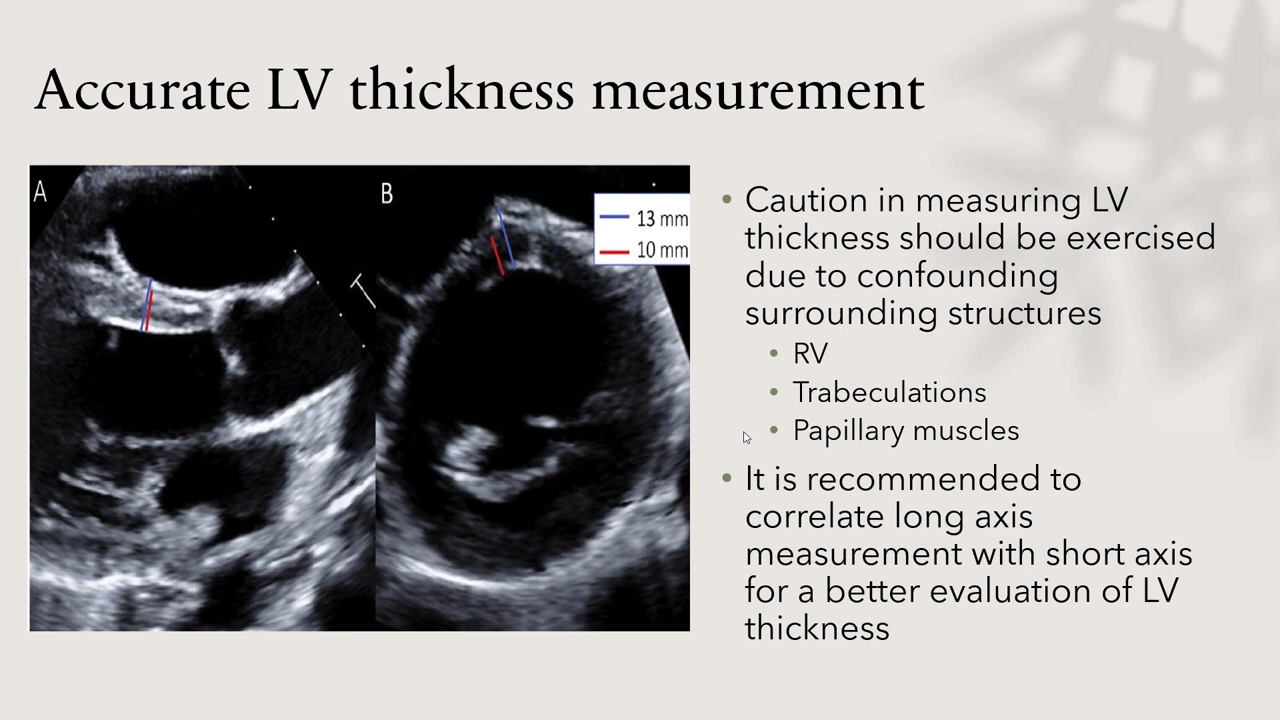 Accurate LV thickness measurement
A
B
13 mm
10 mm
• Caution in measuring LV
thickness should be exercised
due to confounding
surrounding structures
• RV
• Trabeculations
• Papillary muscles
• It is recommended to
correlate long axis
measurement with short axis
for a better evaluation of LV
thickness